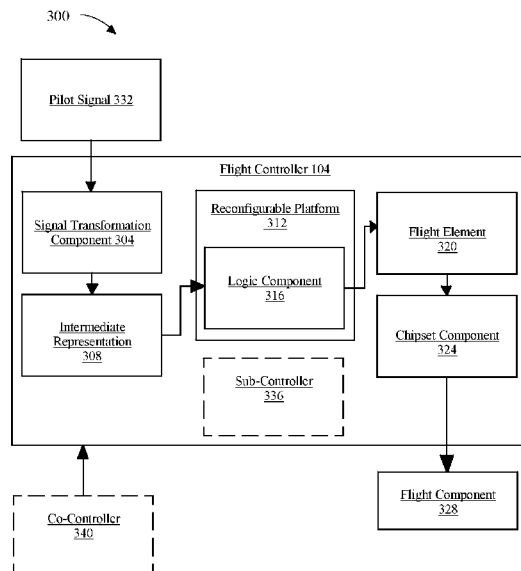 300
Pilot Signal 332
Flight Controller 104
Signal Transformation
Component 304
Reconfigurable Platform
312
Flight Element
320
Logic Component
316
Intermediate
Representation
308
Chipset Component
324
Sub-Controller
336
Flight Component
328
Co-Controller
340